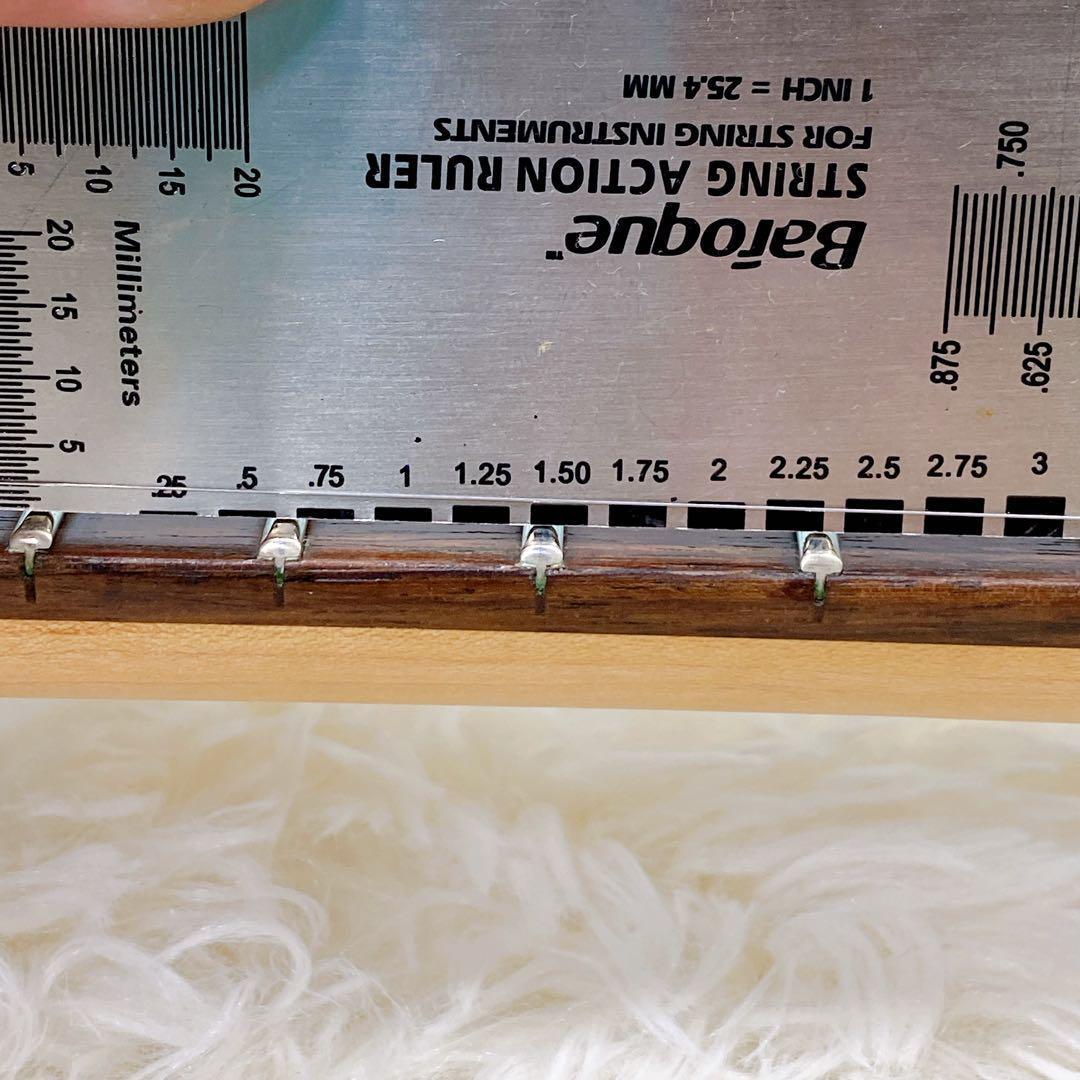 1 INCH = 25.4 MM
FOR STRING INSTRUMENTS
STRING ACTION RULER
Baroque™
5 10 15 20
20
15
10
5
Millimeters
.750
.875 .625
.25 .5 .75 1 1.25 1.50 1.75 2 2.25 2.5 2.75 3